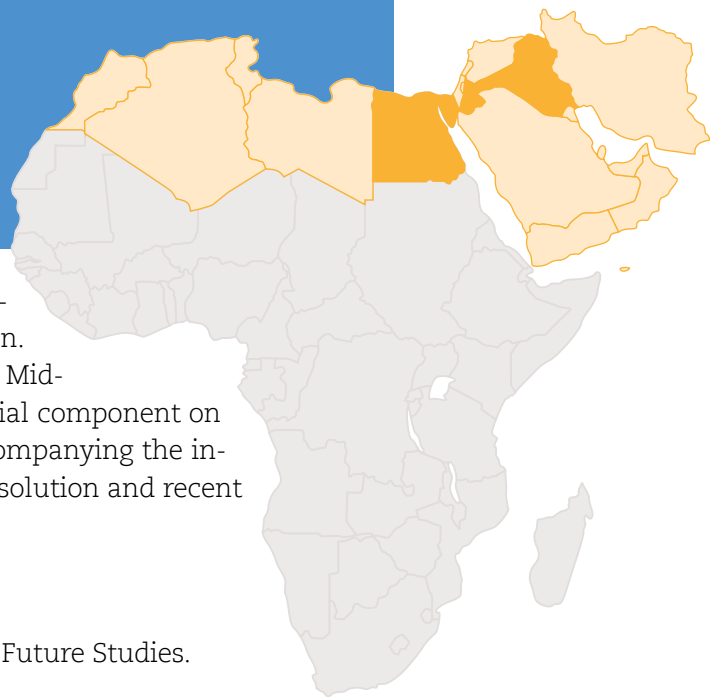 -
n.
Mid-
ial component on
ompanying the in-
solution and recent
Future Studies.